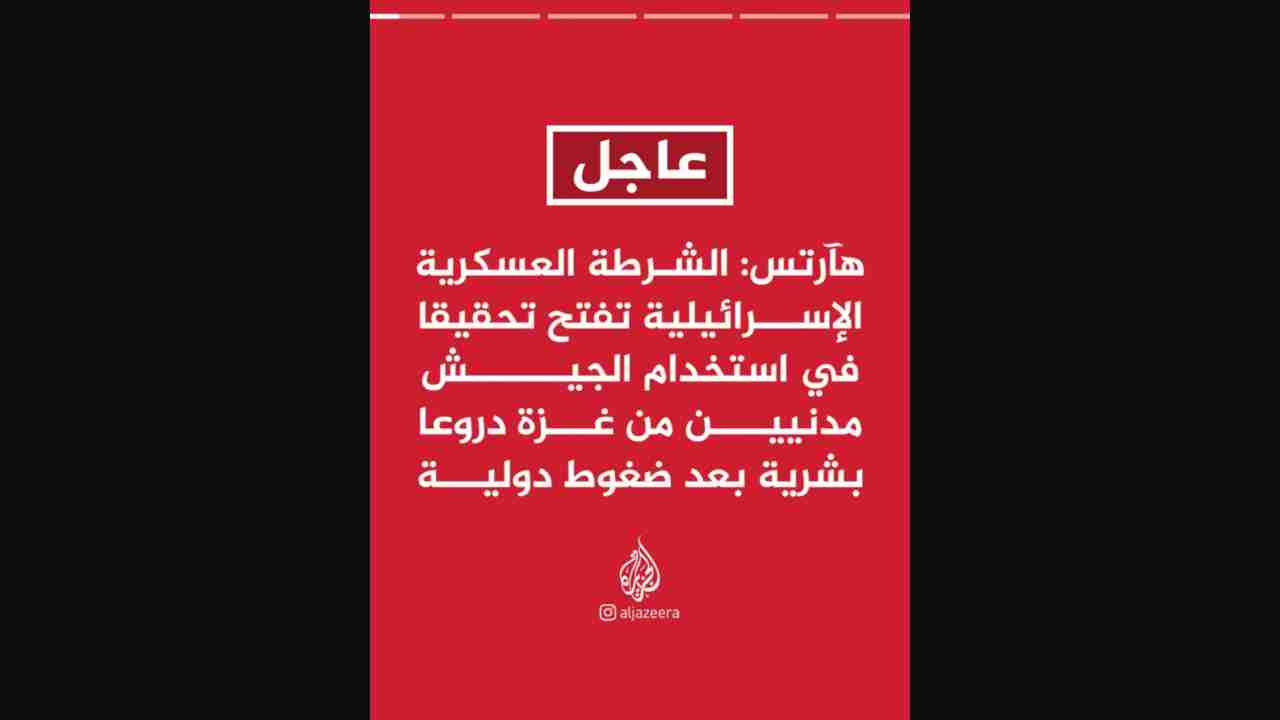 عاجل
هآرتس: الشرطة العسكرية
الإسرائيلية تفتح تحقيقا
في استخدام الجيش
مدنيين من غزة دروعا
بشرية بعد ضغوط دولية
الجزيرة
aljazeera